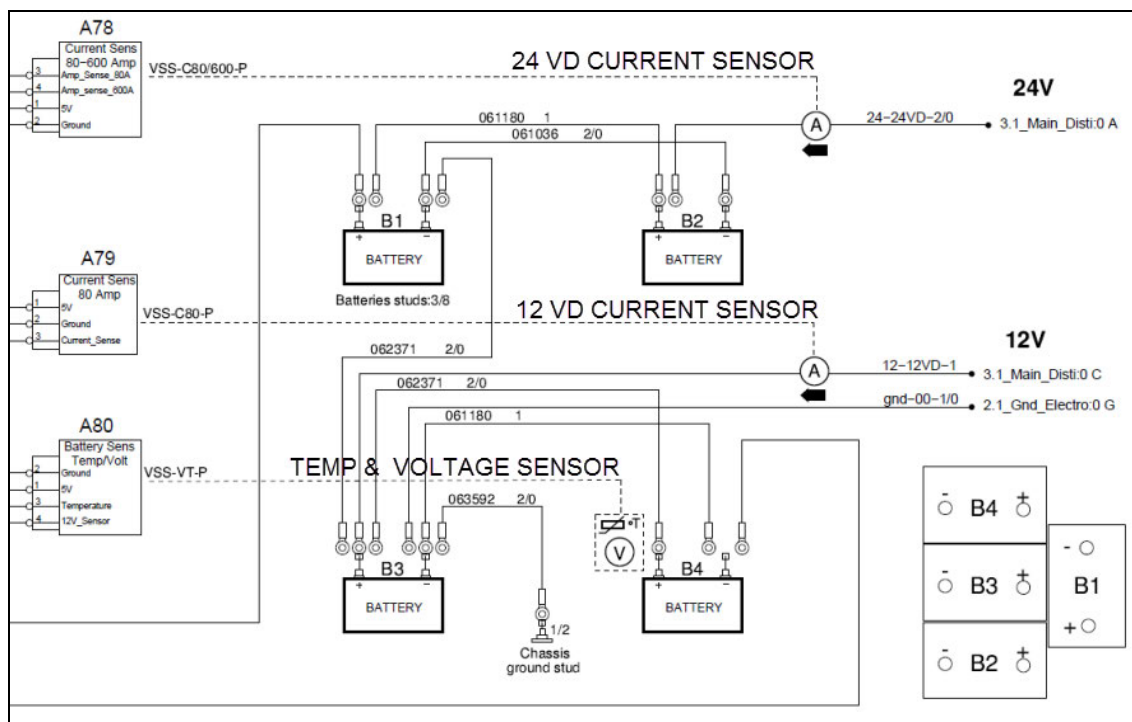 A78
Current Sens
80-600 Amp
3 Amp_Sense_80A
4 Amp_sense_600A
1 5V
2 Ground
VSS-C80/600-P
24 VD CURRENT SENSOR
24V
A
24-24VD-2/0
3.1_Main_Disti:0 A
061180 1
061036 2/0
B1
+ -
BATTERY
B2
+ -
BATTERY
Batteries studs:3/8
A79
Current Sens
80 Amp
1 5V
2 Ground
3 Current_Sense
VSS-C80-P
12 VD CURRENT SENSOR
12V
A
12-12VD-1
3.1_Main_Disti:0 C
gnd-00-1/0
2.1_Gnd_Electro:0 G
062371 2/0
062371 2/0
061180 1
A80
Battery Sens
Temp/Volt
2 Ground
1 5V
3 Temperature
4 12V_Sensor
VSS-VT-P
TEMP & VOLTAGE SENSOR
063592 2/0
°T
V
B3
+ -
BATTERY
B4
+ -
BATTERY
1/2
Chassis
ground stud
- B4 +
- B3 +
- B2 +
-
B1
+